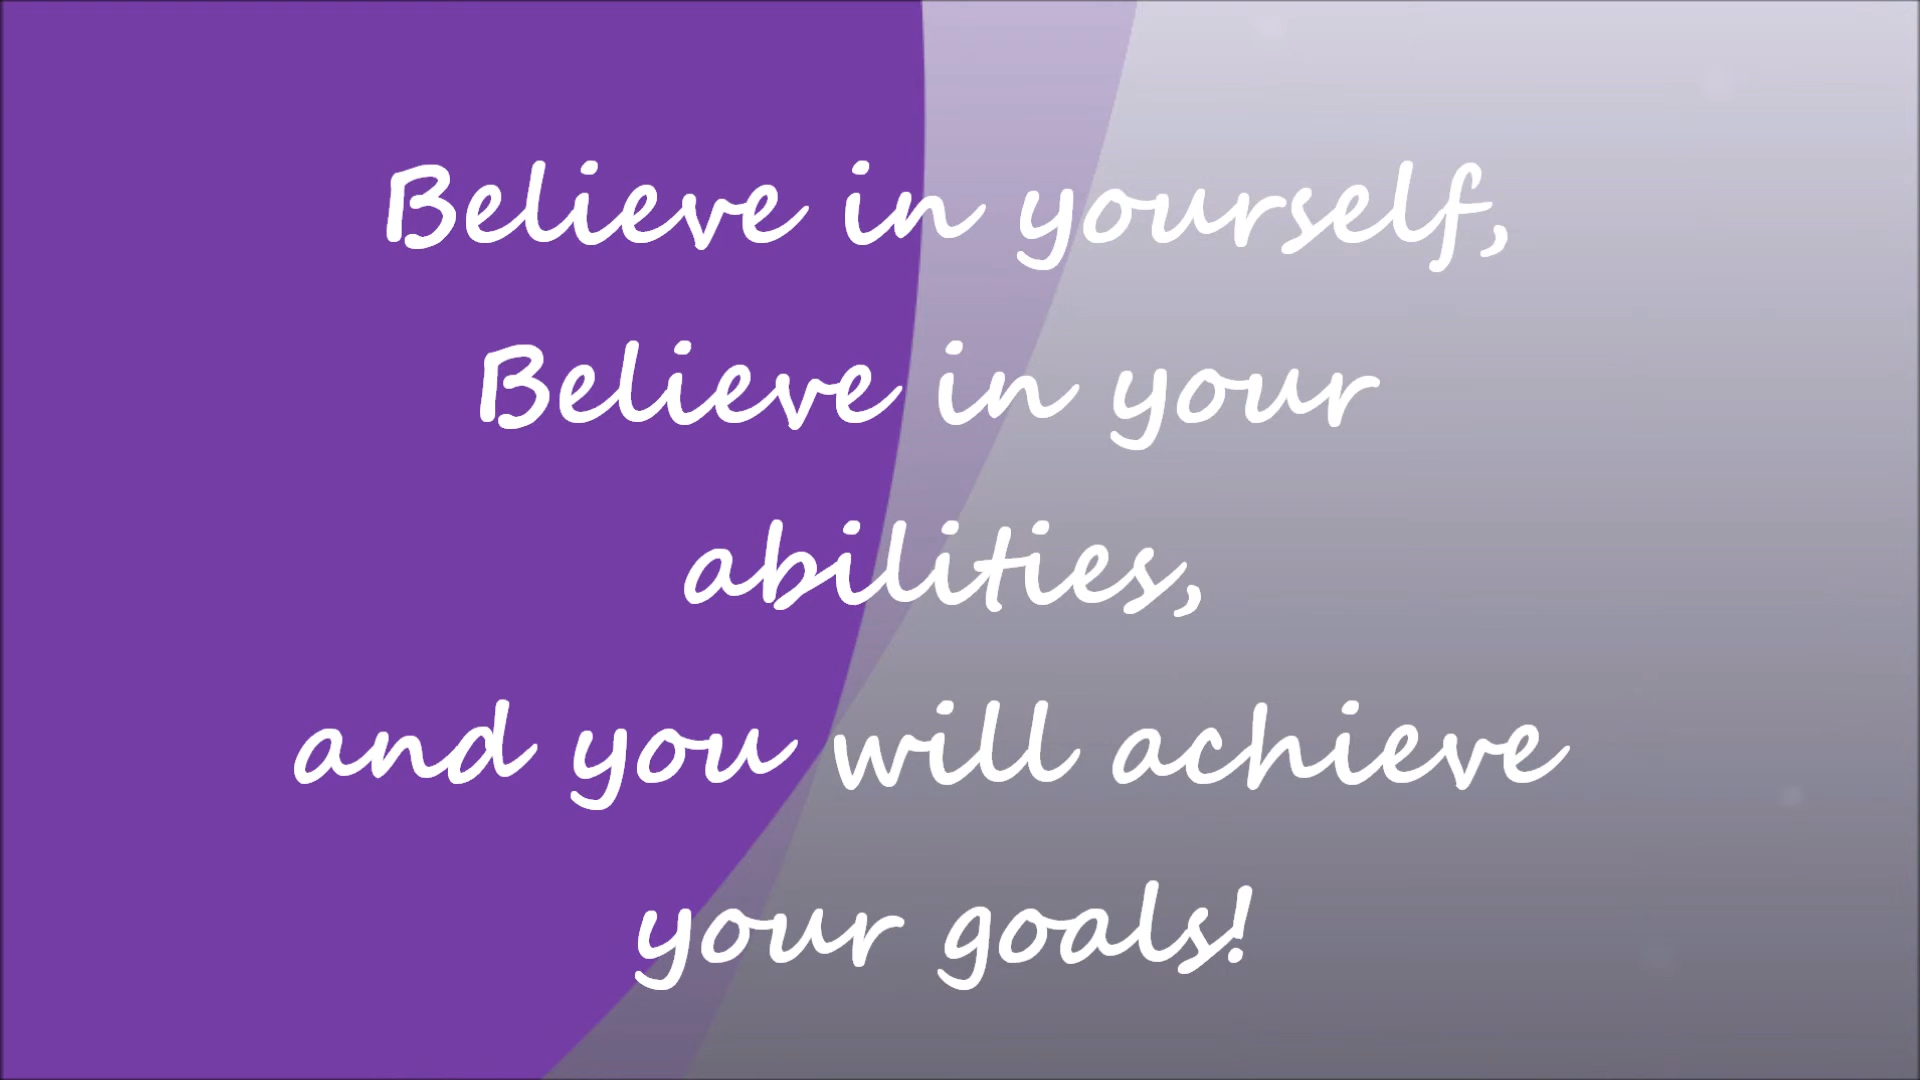 Believe in yourself,
Believe in your
abilities,
and you will achieve
your goals!